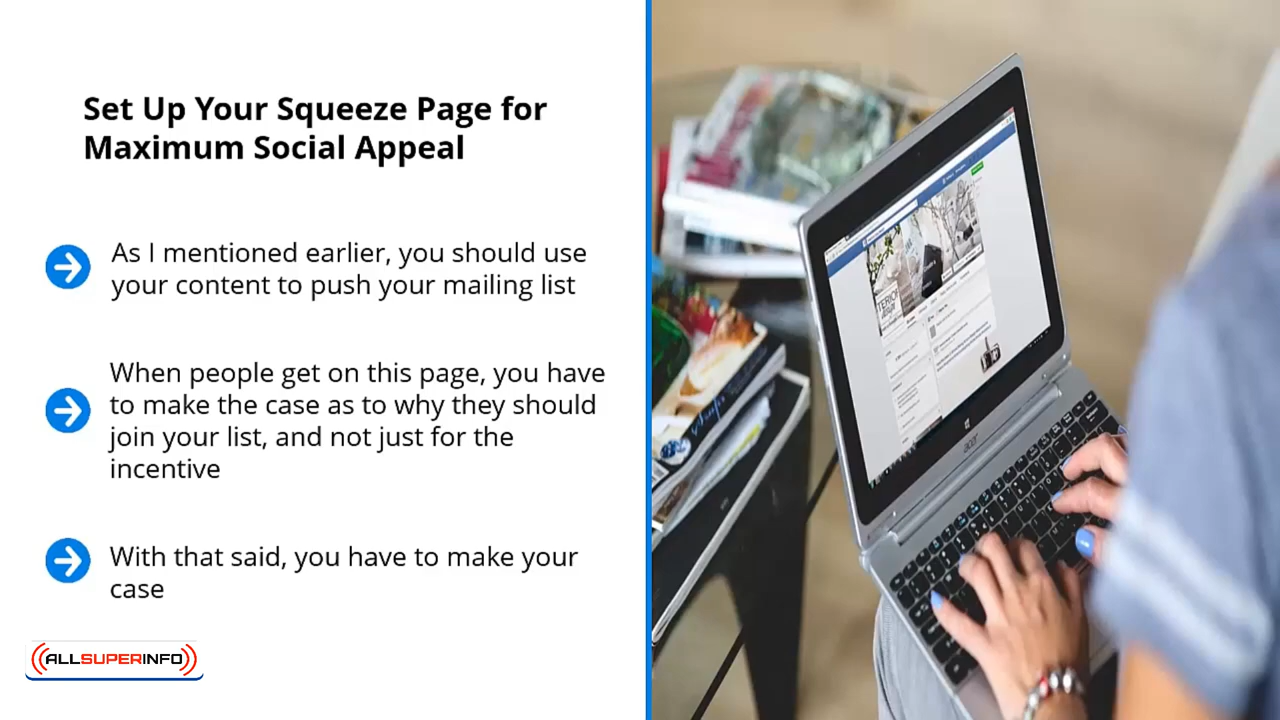 Set Up Your Squeeze Page for
Maximum Social Appeal
As I mentioned earlier, you should use
your content to push your mailing list
When people get on this page, you have
to make the case as to why they should
join your list, and not just for the
incentive
With that said, you have to make your
case
ALLSUPERINFO
acer